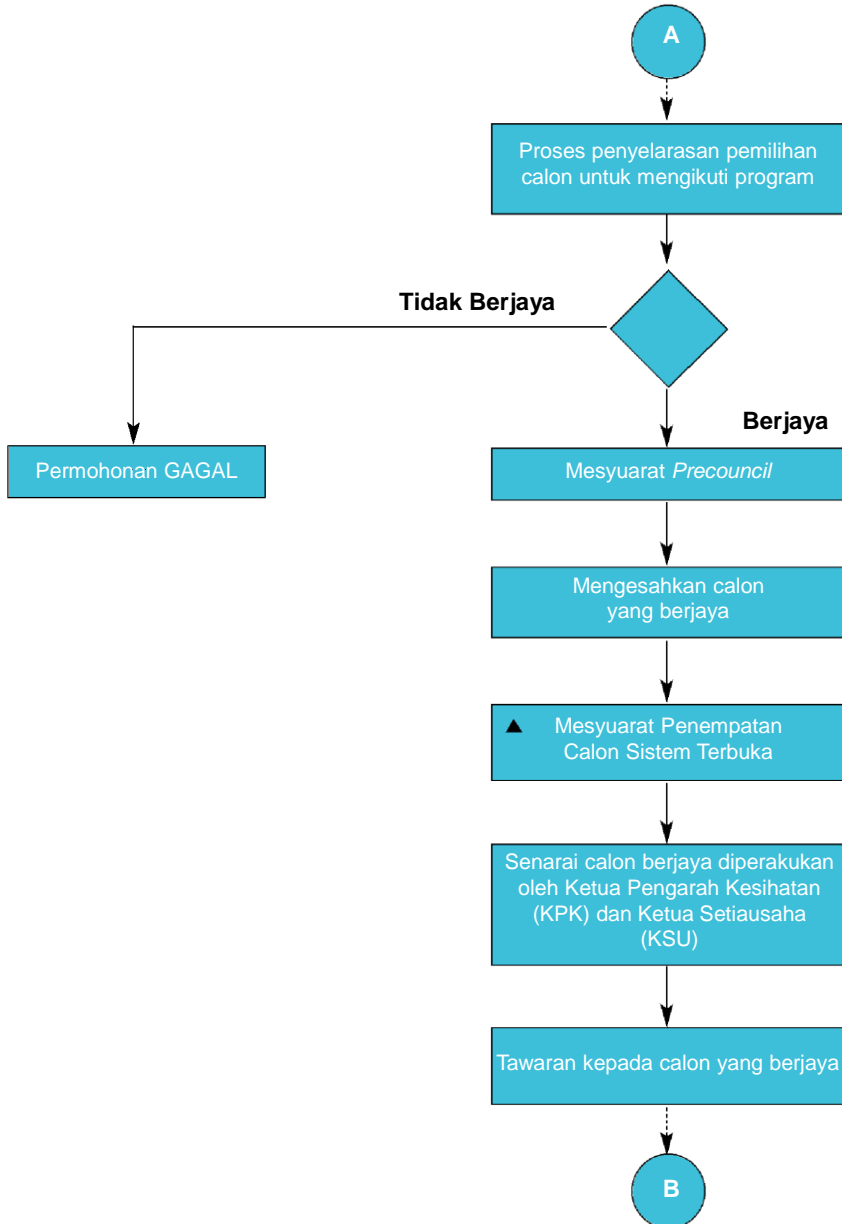 A
Proses penyelarasan pemilihan
calon untuk mengikuti program
Tidak Berjaya
Berjaya
Permohonan GAGAL
Mesyuarat Precouncil
Mengesahkan calon
yang berjaya
Mesyuarat Penempatan
Calon Sistem Terbuka
Senarai calon berjaya diperakukan
oleh Ketua Pengarah Kesihatan
(KPK) dan Ketua Setiausaha
(KSU)
Tawaran kepada calon yang berjaya
B